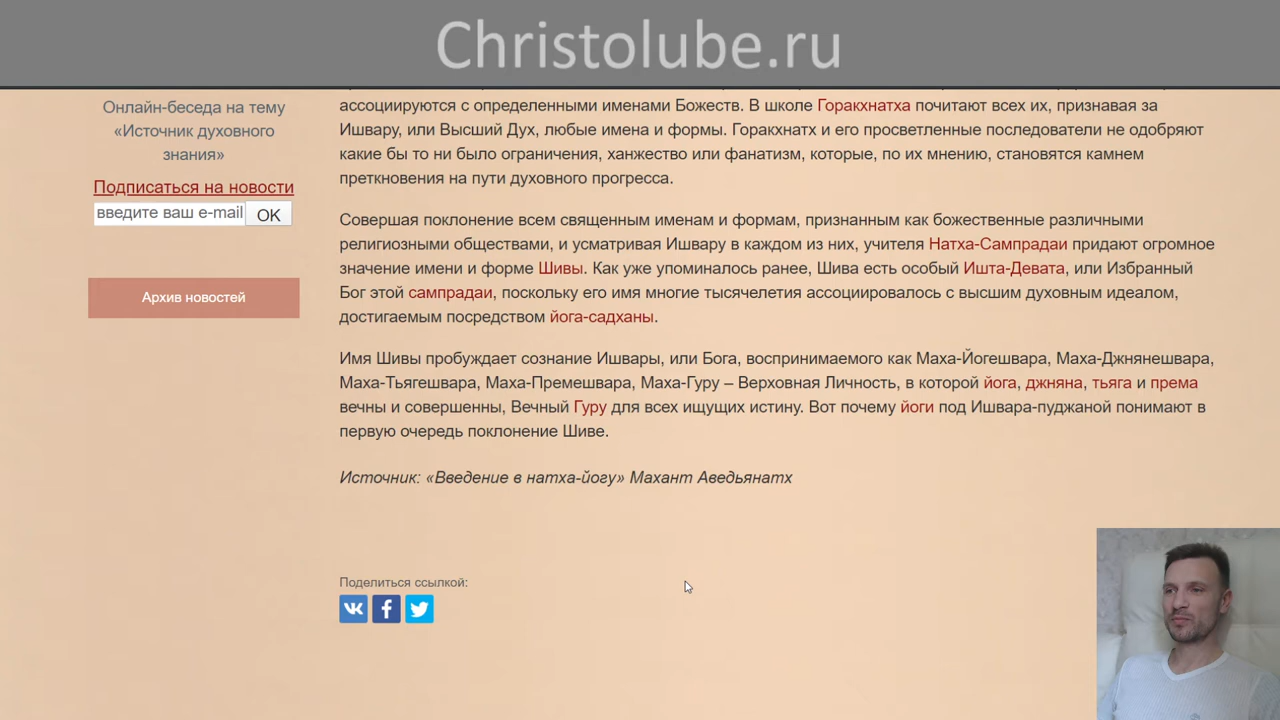 Christolube.ru
Онлайн-беседа на тему
«Источник духовного
знания»
Подписаться на новости
введите ваш e-mail
OK
Архив новостей
ассоциируются с определенными именами Божеств. В школе Горакхнатха почитают всех их, признавая за
Ишвару, или Высший Дух, любые имена и формы. Горакхнатх и его просветленные последователи не одобряют
какие бы то ни было ограничения, ханжество или фанатизм, которые, по их мнению, становятся камнем
преткновения на пути духовного прогресса.
Совершая поклонение всем священным именам и формам, признанным как божественные различными
религиозными обществами, и усматривая Ишвару в каждом из них, учителя Натха-Сампрадаи придают огромное
значение имени и форме Шивы. Как уже упоминалось ранее, Шива есть особый Ишта-Девата, или Избранный
Бог этой сампрадаи, поскольку его имя многие тысячелетия ассоциировалось с высшим духовным идеалом,
достигаемым посредством йога-садханы.
Имя Шивы пробуждает сознание Ишвары, или Бога, воспринимаемого как Маха-Йогешвара, Маха-Джнянешвара,
Маха-Тьягешвара, Маха-Премешвара, Маха-Гуру – Верховная Личность, в которой йога, джняна, тьяга и према
вечны и совершенны, Вечный Гуру для всех ищущих истину. Вот почему йоги под Ишвара-пуджаной понимают в
первую очередь поклонение Шиве.
Источник: «Введение в натха-йогу» Махант Аведьянатх
Поделиться ссылкой: